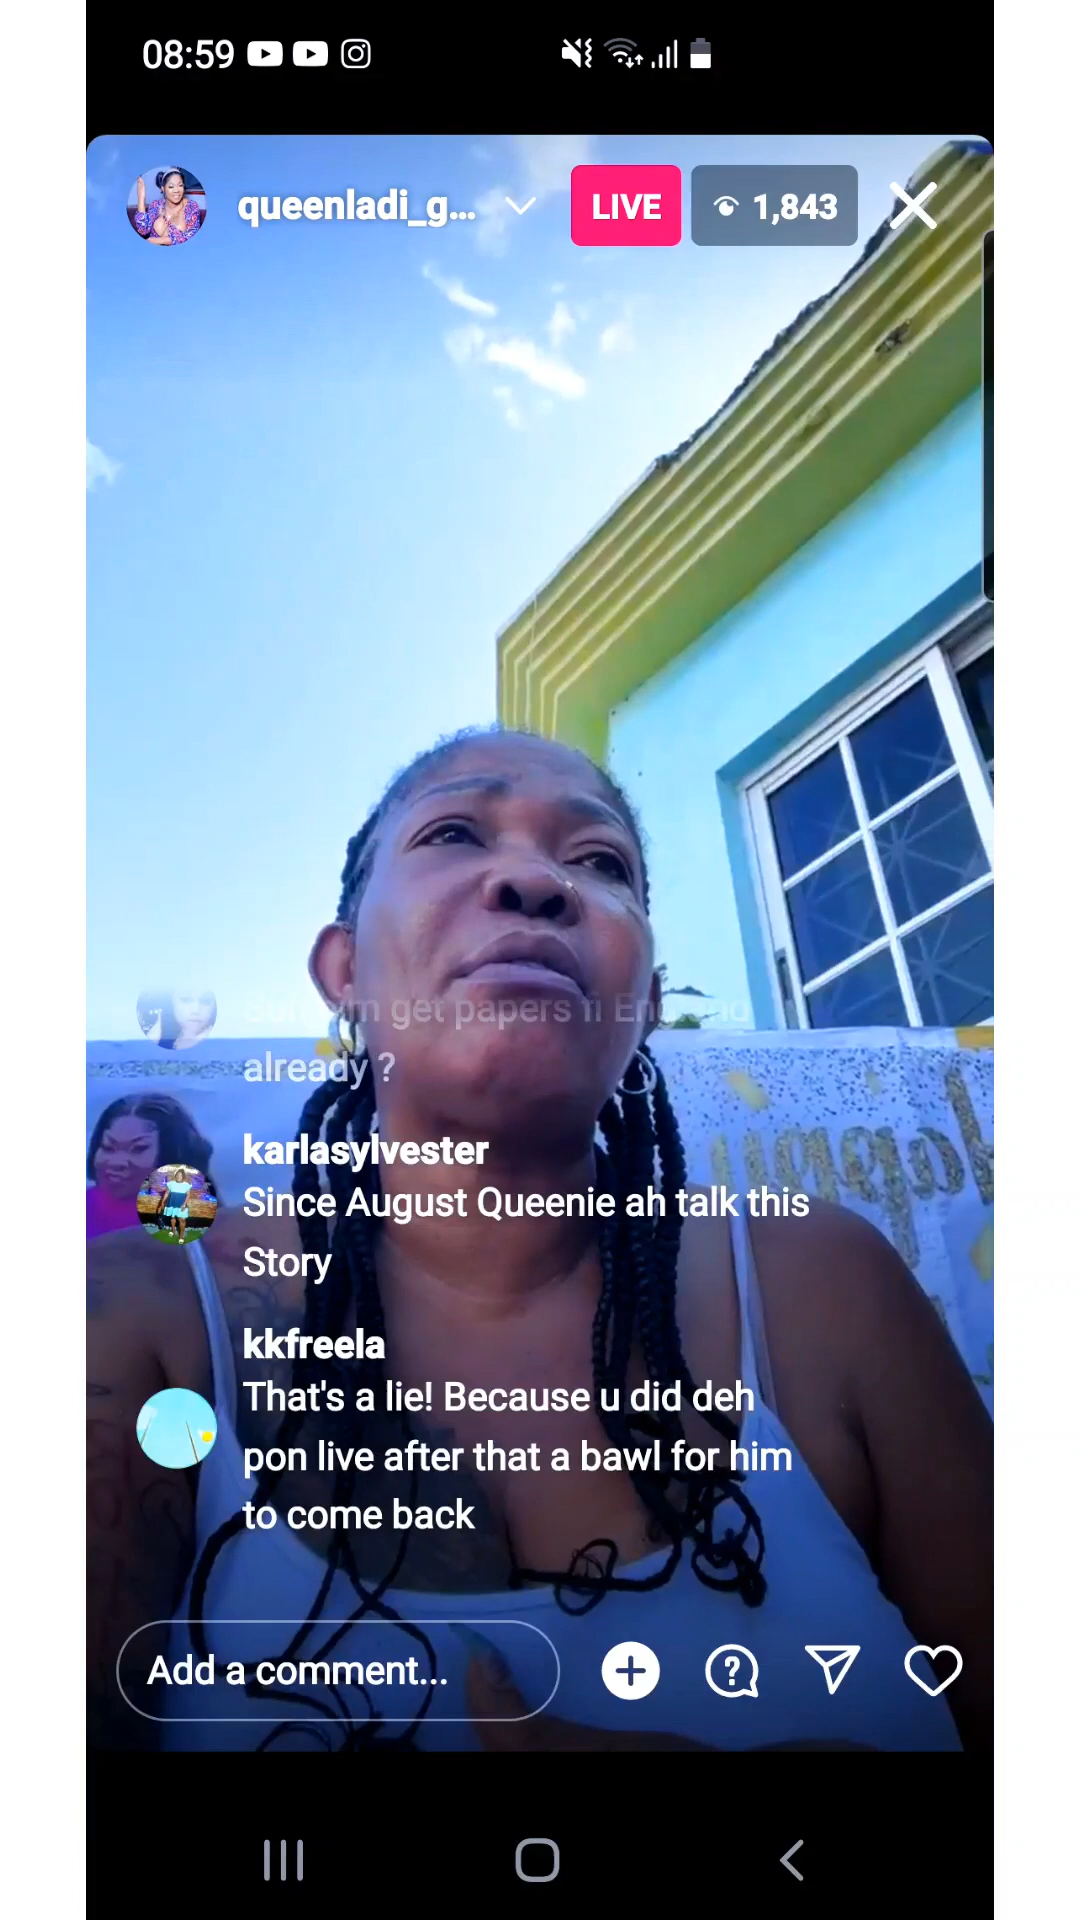 08:59
queenladi_g...
LIVE
1,843
get papers fi
already ?
karlasylvester
Since August Queenie ah talk this
Story
kkfreela
That's a lie! Because u did deh
pon live after that a bawl for him
to come back
Add a comment...